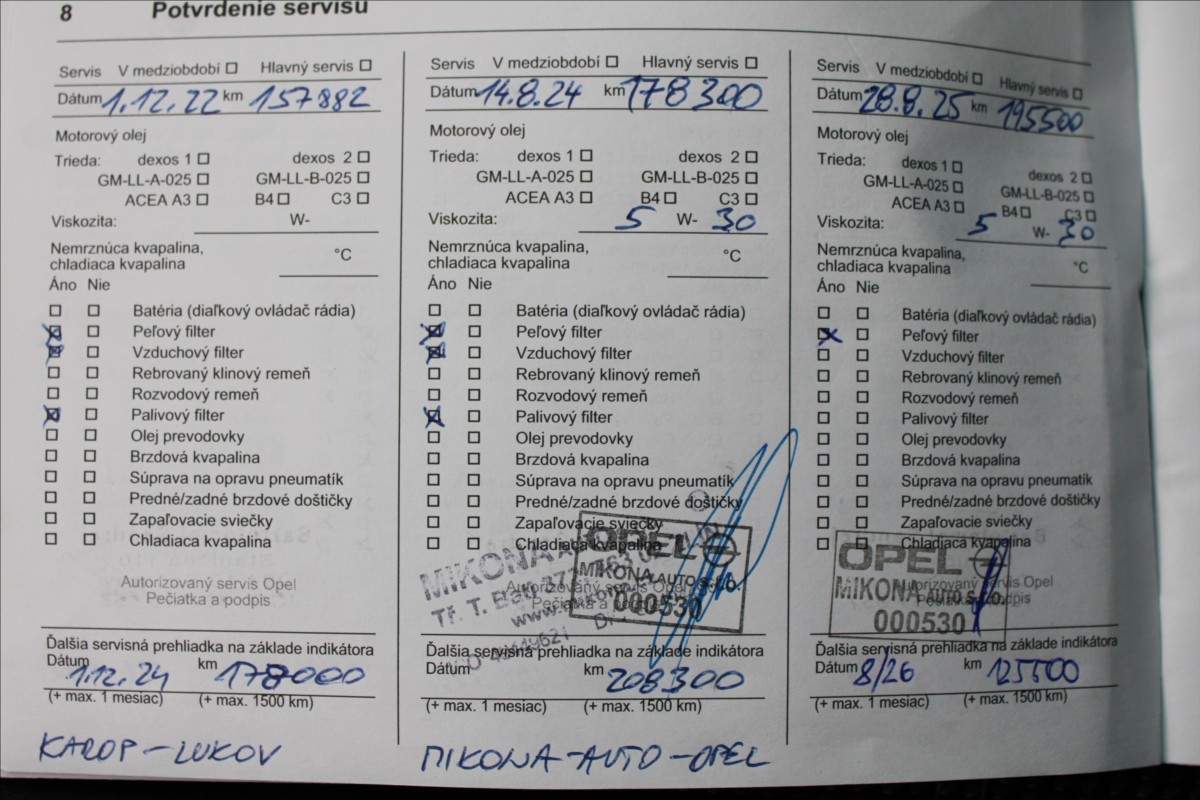 8 Potvrdenie servisu
Servis V medziobdobí ☐ Hlavný servis ☐
Dátum 1.12.22 km 157882
Motorový olej
Trieda: dexos 1 ☐ dexos 2 ☐
GM-LL-A-025 ☐ GM-LL-B-025 ☐
ACEA A3 ☐ B4 ☐ C3 ☐
Viskozita: W-
Nemrznúca kvapalina,
chladiaca kvapalina °C
Áno Nie
☐ ☐ Batéria (diaľkový ovládač rádia)
☒ ☐ Peľový filter
☒ ☐ Vzduchový filter
☐ ☐ Rebrovaný klinový remeň
☐ ☐ Rozvodový remeň
☒ ☐ Palivový filter
☐ ☐ Olej prevodovky
☐ ☐ Brzdová kvapalina
☐ ☐ Súprava na opravu pneumatík
☐ ☐ Predné/zadné brzdové doštičky
☐ ☐ Zapaľovacie sviečky
☐ ☐ Chladiaca kvapalina
Autorizovaný servis Opel
Pečiatka a podpis
Ďalšia servisná prehliadka na základe indikátora
Dátum 1.12.24 km 178000
(+ max. 1 mesiac) (+ max. 1500 km)
KAROP-LUKOV
Servis V medziobdobí ☐ Hlavný servis ☐
Dátum 14.8.24 km 178300
Motorový olej
Trieda: dexos 1 ☐ dexos 2 ☐
GM-LL-A-025 ☐ GM-LL-B-025 ☐
ACEA A3 ☐ B4 ☐ C3 ☐
Viskozita: 5 W- 30
Nemrznúca kvapalina,
chladiaca kvapalina °C
Áno Nie
☐ ☐ Batéria (diaľkový ovládač rádia)
☒ ☐ Peľový filter
☒ ☐ Vzduchový filter
☐ ☐ Rebrovaný klinový remeň
☐ ☐ Rozvodový remeň
☒ ☐ Palivový filter
☐ ☐ Olej prevodovky
☐ ☐ Brzdová kvapalina
☐ ☐ Súprava na opravu pneumatík
☐ ☐ Predné/zadné brzdové doštičky
☐ ☐ Zapaľovacie sviečky
☐ ☐ Chladiaca kvapalina
OPEL
MIKONA AUTO s.r.o.
000530
MIKONA
Tř. T. Bati
Autorizovaný servis Opel
Pečiatka a podpis
Ďalšia servisná prehliadka na základe indikátora
Dátum km 208300
(+ max. 1 mesiac) (+ max. 1500 km)
MIKONA-AUTO-OPEL
Servis V medziobdobí ☐ Hlavný servis ☐
Dátum 28.8.25 km 195500
Motorový olej
Trieda: dexos 1 ☐ dexos 2 ☐
GM-LL-A-025 ☐ GM-LL-B-025 ☐
ACEA A3 ☐ B4 ☐ C3 ☐
Viskozita: 5 W- 30
Nemrznúca kvapalina,
chladiaca kvapalina °C
Áno Nie
☐ ☐ Batéria (diaľkový ovládač rádia)
☒ ☐ Peľový filter
☐ ☐ Vzduchový filter
☐ ☐ Rebrovaný klinový remeň
☐ ☐ Rozvodový remeň
☐ ☐ Palivový filter
☐ ☐ Olej prevodovky
☐ ☐ Brzdová kvapalina
☐ ☐ Súprava na opravu pneumatík
☐ ☐ Predné/zadné brzdové doštičky
☐ ☐ Zapaľovacie sviečky
☐ ☐ Chladiaca kvapalina
OPEL
MIKONA AUTO s.r.o.
000530
Autorizovaný servis Opel
Pečiatka a podpis
Ďalšia servisná prehliadka na základe indikátora
Dátum 8/26 km 125500
(+ max. 1 mesiac) (+ max. 1500 km)